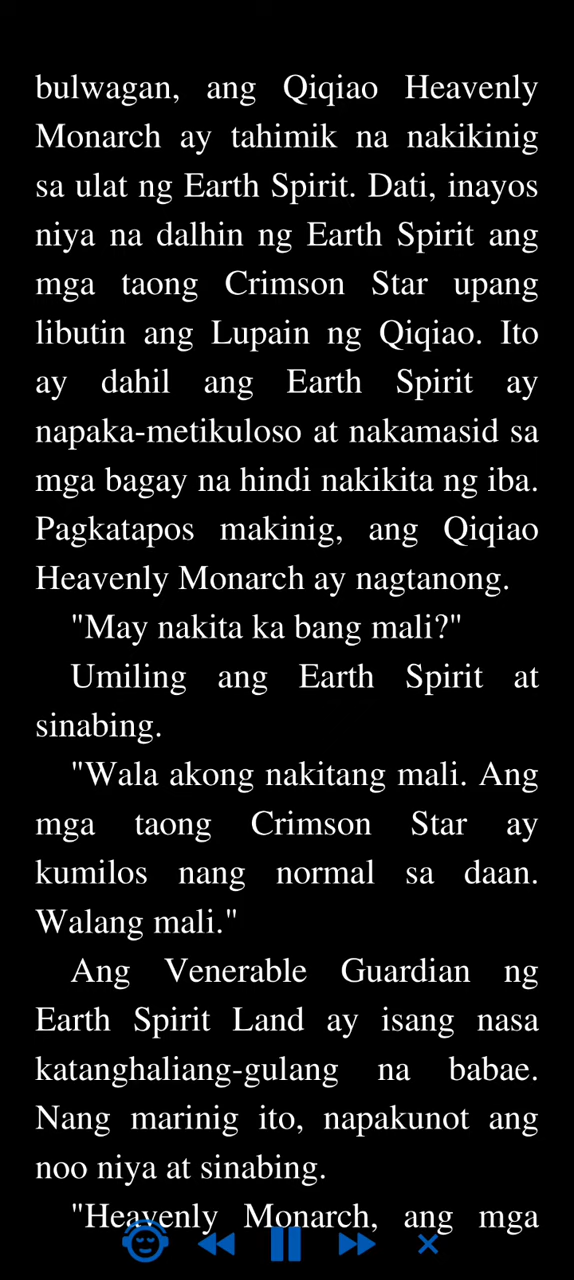 bulwagan, ang Qiqiao Heavenly
Monarch ay tahimik na nakikinig
sa ulat ng Earth Spirit. Dati, inayos
niya na dalhin ng Earth Spirit ang
mga taong Crimson Star upang
libutin ang Lupain ng Qiqiao. Ito
ay dahil ang Earth Spirit ay
napaka-metikuloso at nakamasid sa
mga bagay na hindi nakikita ng iba.
Pagkatapos makinig, ang Qiqiao
Heavenly Monarch ay nagtanong.
"May nakita ka bang mali?"
Umiling ang Earth Spirit at
sinabing.
"Wala akong nakitang mali. Ang
mga taong Crimson Star ay
kumilos nang normal sa daan.
Walang mali."
Ang Venerable Guardian ng
Earth Spirit Land ay isang nasa
katanghaliang-gulang na babae.
Nang marinig ito, napakunot ang
noo niya at sinabing.
"Heavenly Monarch, ang mga